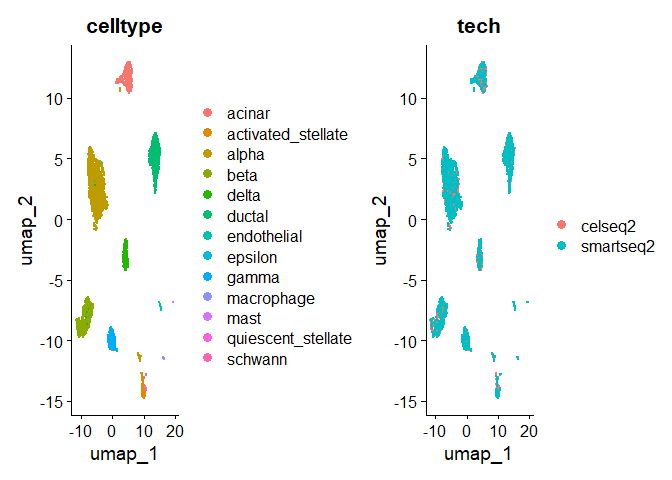 celltype
umap_2
10
5
0
-5
-10
-15
-10 0 10 20
umap_1
acinar
activated_stellate
alpha
beta
delta
ductal
endothelial
epsilon
gamma
macrophage
mast
quiescent_stellate
schwann
tech
umap_2
10
5
0
-5
-10
-15
-10 0 10 20
umap_1
celseq2
smartseq2